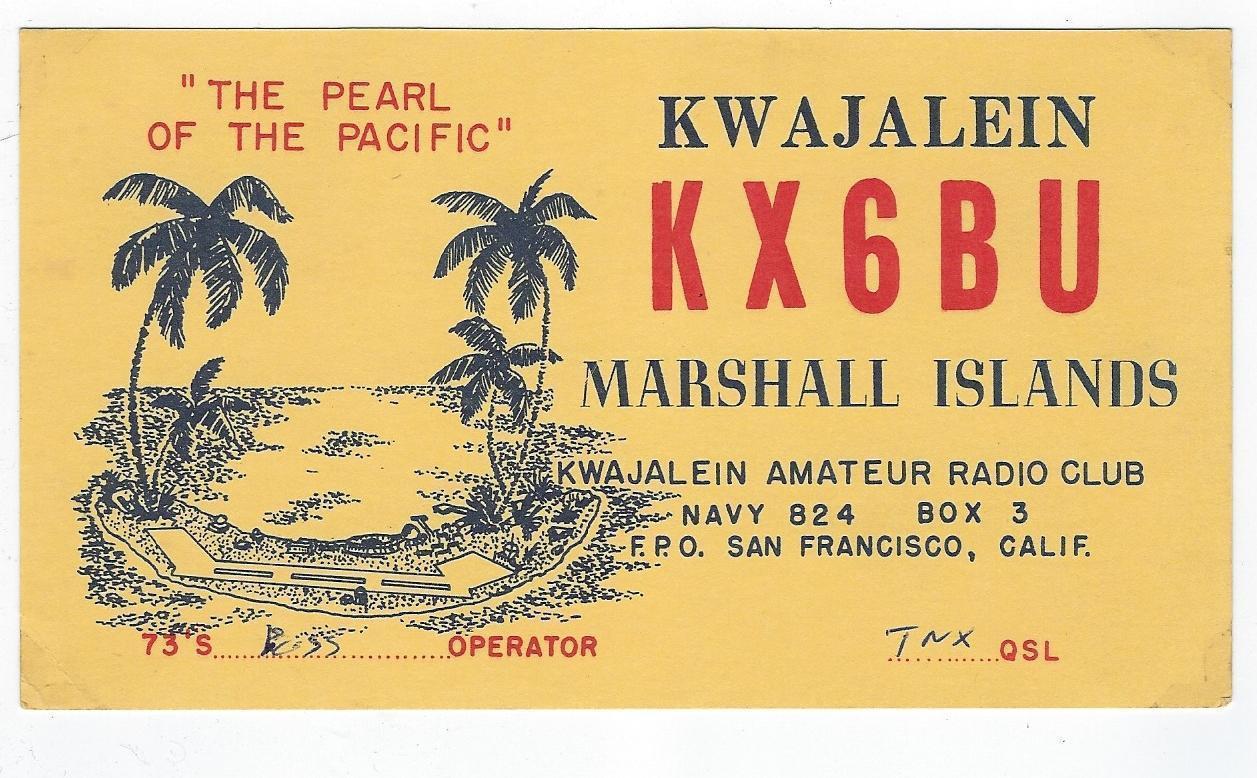 "THE PEARL
OF THE PACIFIC"
KWAJALEIN
KX6BU
MARSHALL ISLANDS
KWAJALEIN AMATEUR RADIO CLUB
NAVY 824 BOX 3
F.P.O. SAN FRANCISCO, CALIF.
73'S..............................OPERATOR
TNX ............QSL